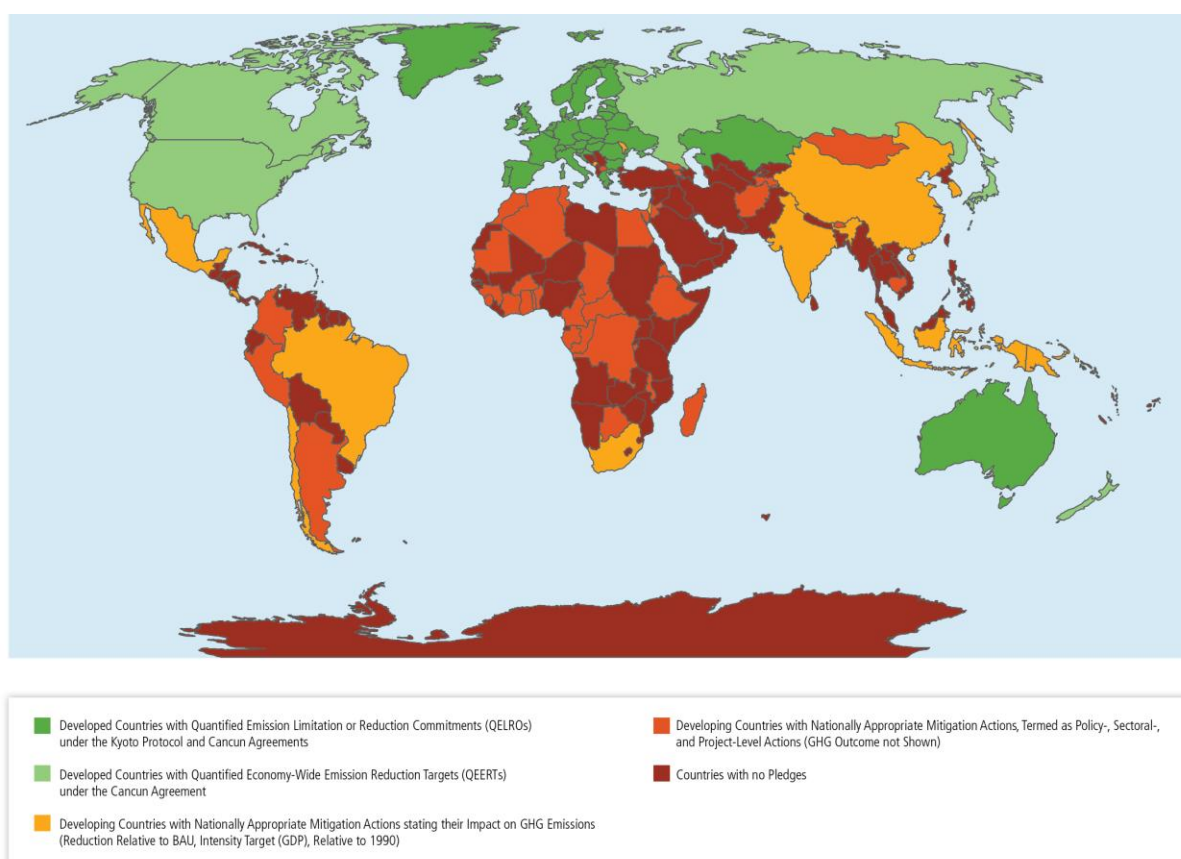 Developed Countries with Quantified Emission Limitation or Reduction Commitments (QELROs)
under the Kyoto Protocol and Cancun Agreements
Developed Countries with Quantified Economy-Wide Emission Reduction Targets (QEERTs)
under the Cancun Agreement
Developing Countries with Nationally Appropriate Mitigation Actions stating their Impact on GHG Emissions
(Reduction Relative to BAU, Intensity Target (GDP), Relative to 1990)
Developing Countries with Nationally Appropriate Mitigation Actions, Termed as Policy-, Sectoral-,
and Project-Level Actions (GHG Outcome not Shown)
Countries with no Pledges